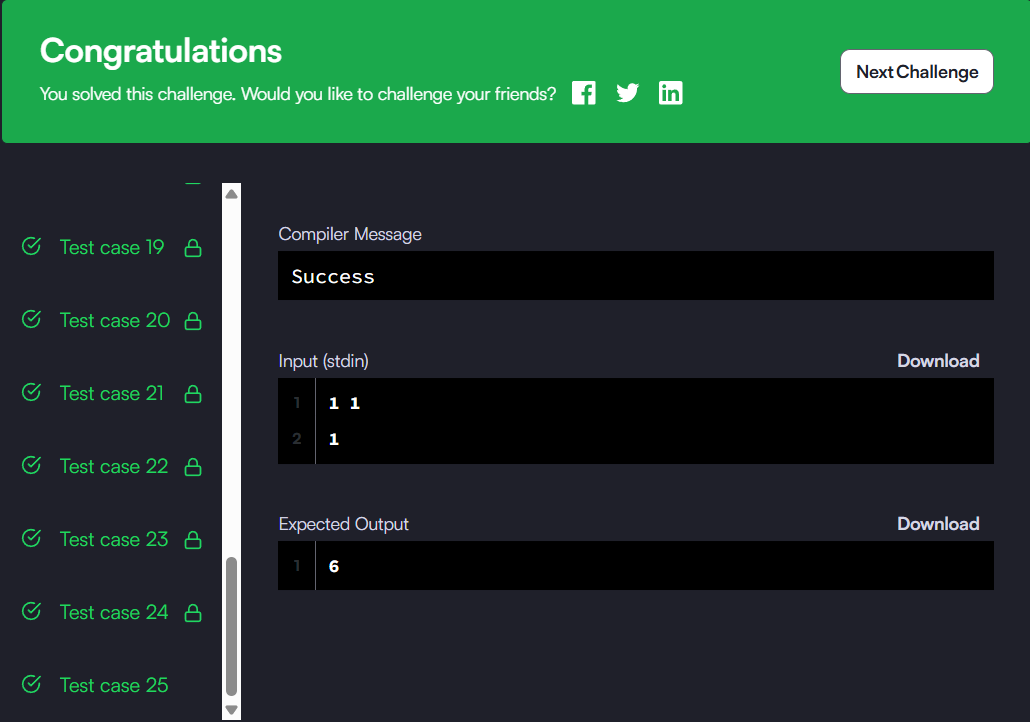 Congratulations
You solved this challenge. Would you like to challenge your friends?
Next Challenge
Test case 19
Test case 20
Test case 21
Test case 22
Test case 23
Test case 24
Test case 25
Compiler Message
Success
Input (stdin)
Download
1 1 1
2 1
Expected Output
Download
1 6